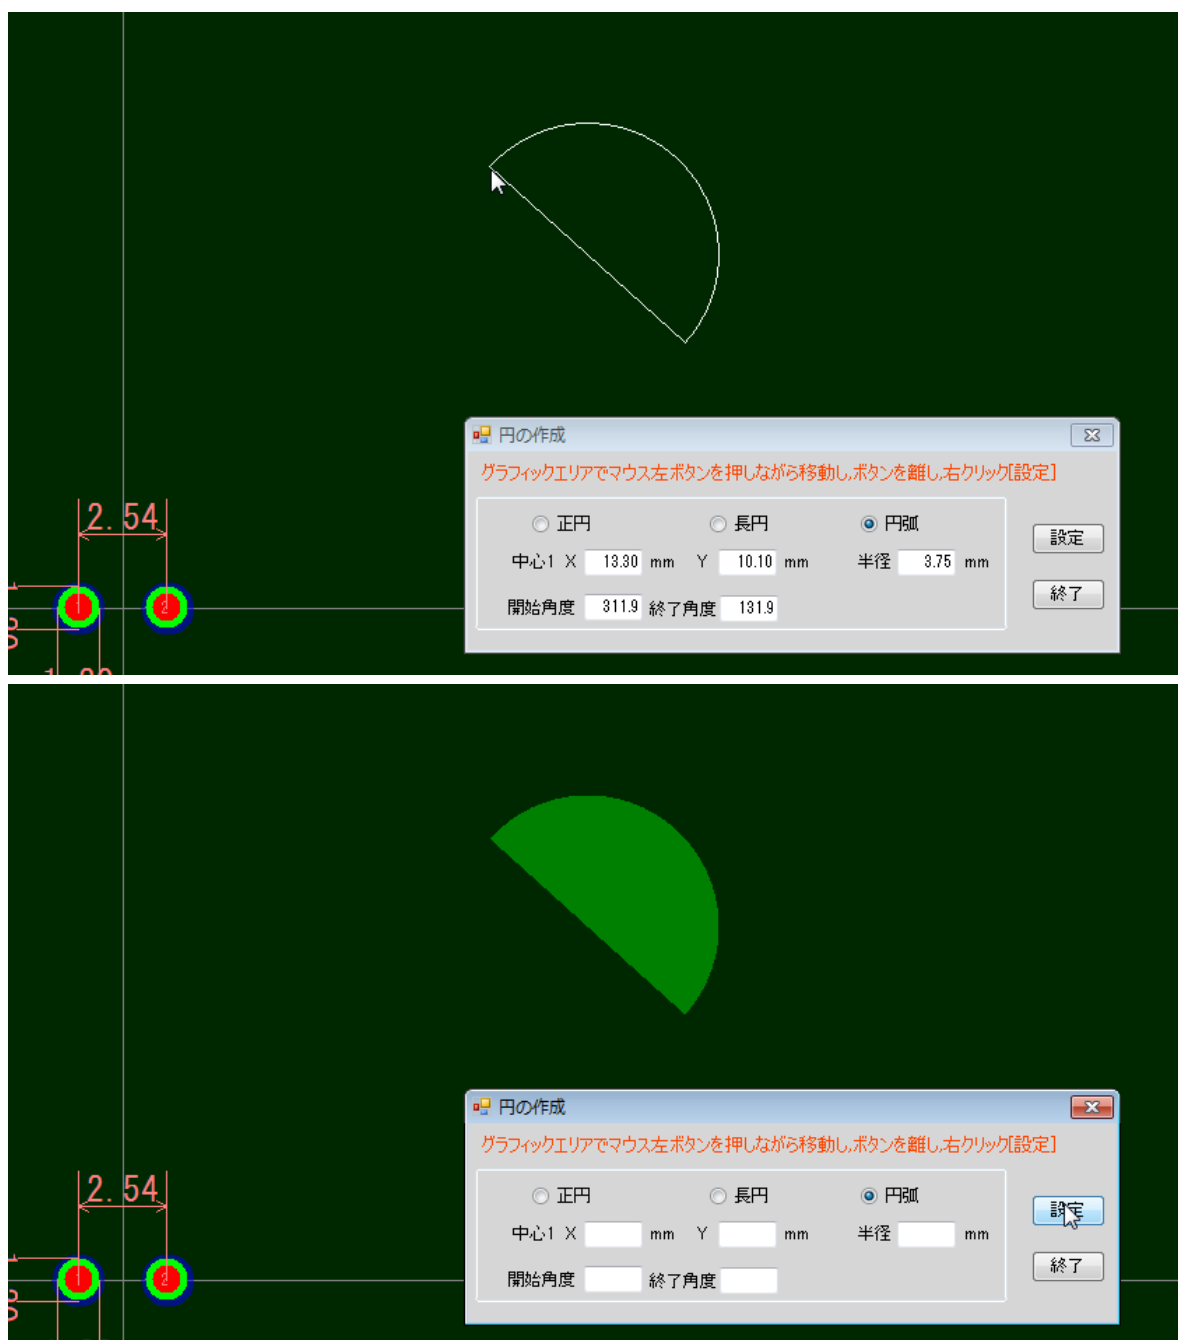 円の作成
グラフィックエリアでマウス左ボタンを押しながら移動し,ボタンを離し,右クリック[設定]
2.54
正円 長円 円弧
設定
中心1 X 13.30 mm Y 10.10 mm 半径 3.75 mm
終了
開始角度 311.9 終了角度 131.9
1 2
円の作成
グラフィックエリアでマウス左ボタンを押しながら移動し,ボタンを離し,右クリック[設定]
2.54
正円 長円 円弧
設定
中心1 X mm Y mm 半径 mm
終了
開始角度 終了角度
1 2